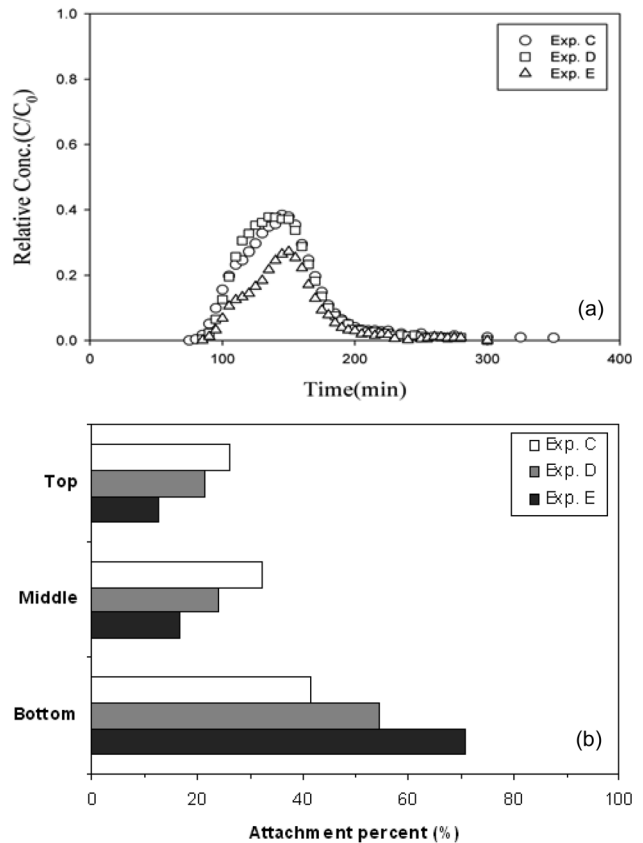 1.0
0.8
0.6
0.4
0.2
0.0
Relative Conc.(C/C0)
Exp. C
Exp. D
Exp. E
(a)
0 100 200 300 400
Time(min)
Exp. C
Exp. D
Exp. E
Top
Middle
Bottom
(b)
0 20 40 60 80 100
Attachment percent (%)